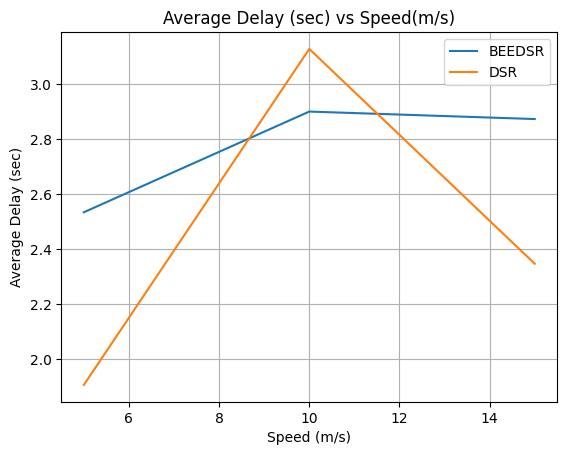 Average Delay (sec) vs Speed(m/s)
BEEDSR
DSR
Average Delay (sec)
3.0
2.8
2.6
2.4
2.2
2.0
6 8 10 12 14
Speed (m/s)